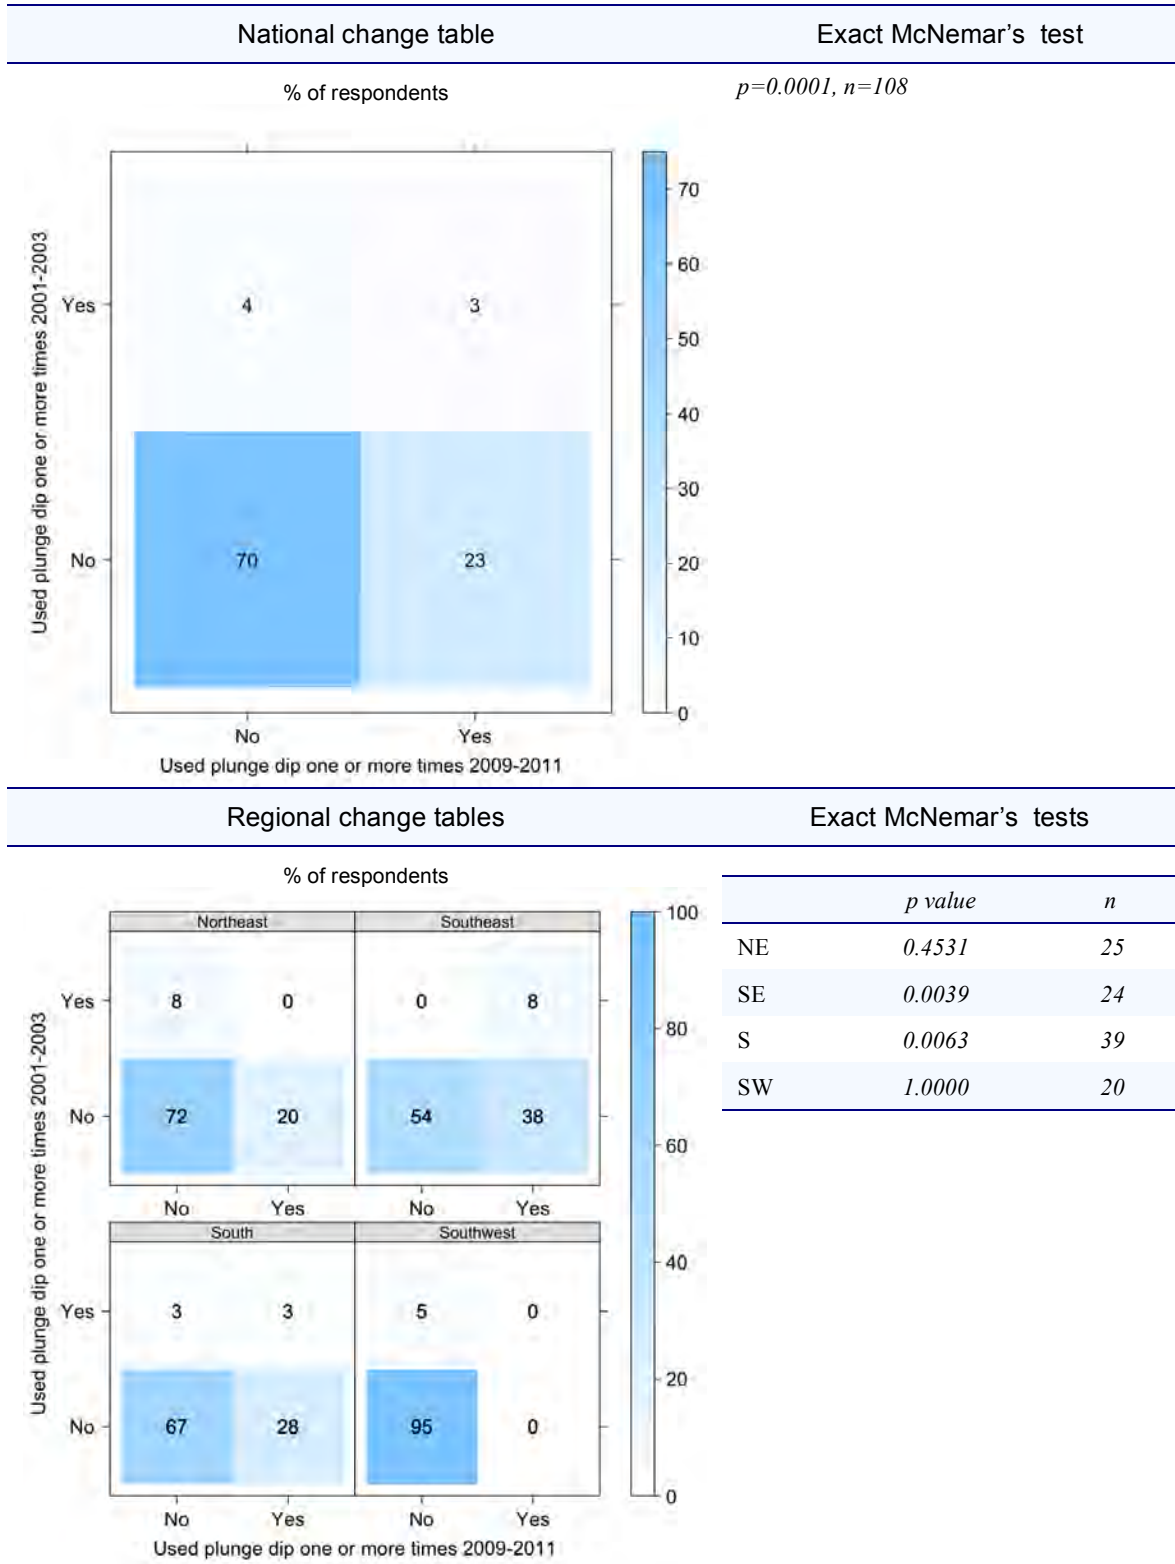 National change table Exact McNemar's test
% of respondents p=0.0001, n=108
70
60
50
40
30
20
10
0
Used plunge dip one or more times 2001-2003
Yes 4 3
No 70 23
No Yes
Used plunge dip one or more times 2009-2011
Regional change tables Exact McNemar's tests
% of respondents
Northeast Southeast
Yes 8 0 0 8
No 72 20 54 38
No Yes No Yes
South Southwest
Yes 3 3 5 0
No 67 28 95 0
No Yes No Yes
Used plunge dip one or more times 2009-2011
Used plunge dip one or more times 2001-2003
100
80
60
40
20
0
p value n
NE 0.4531 25
SE 0.0039 24
S 0.0063 39
SW 1.0000 20